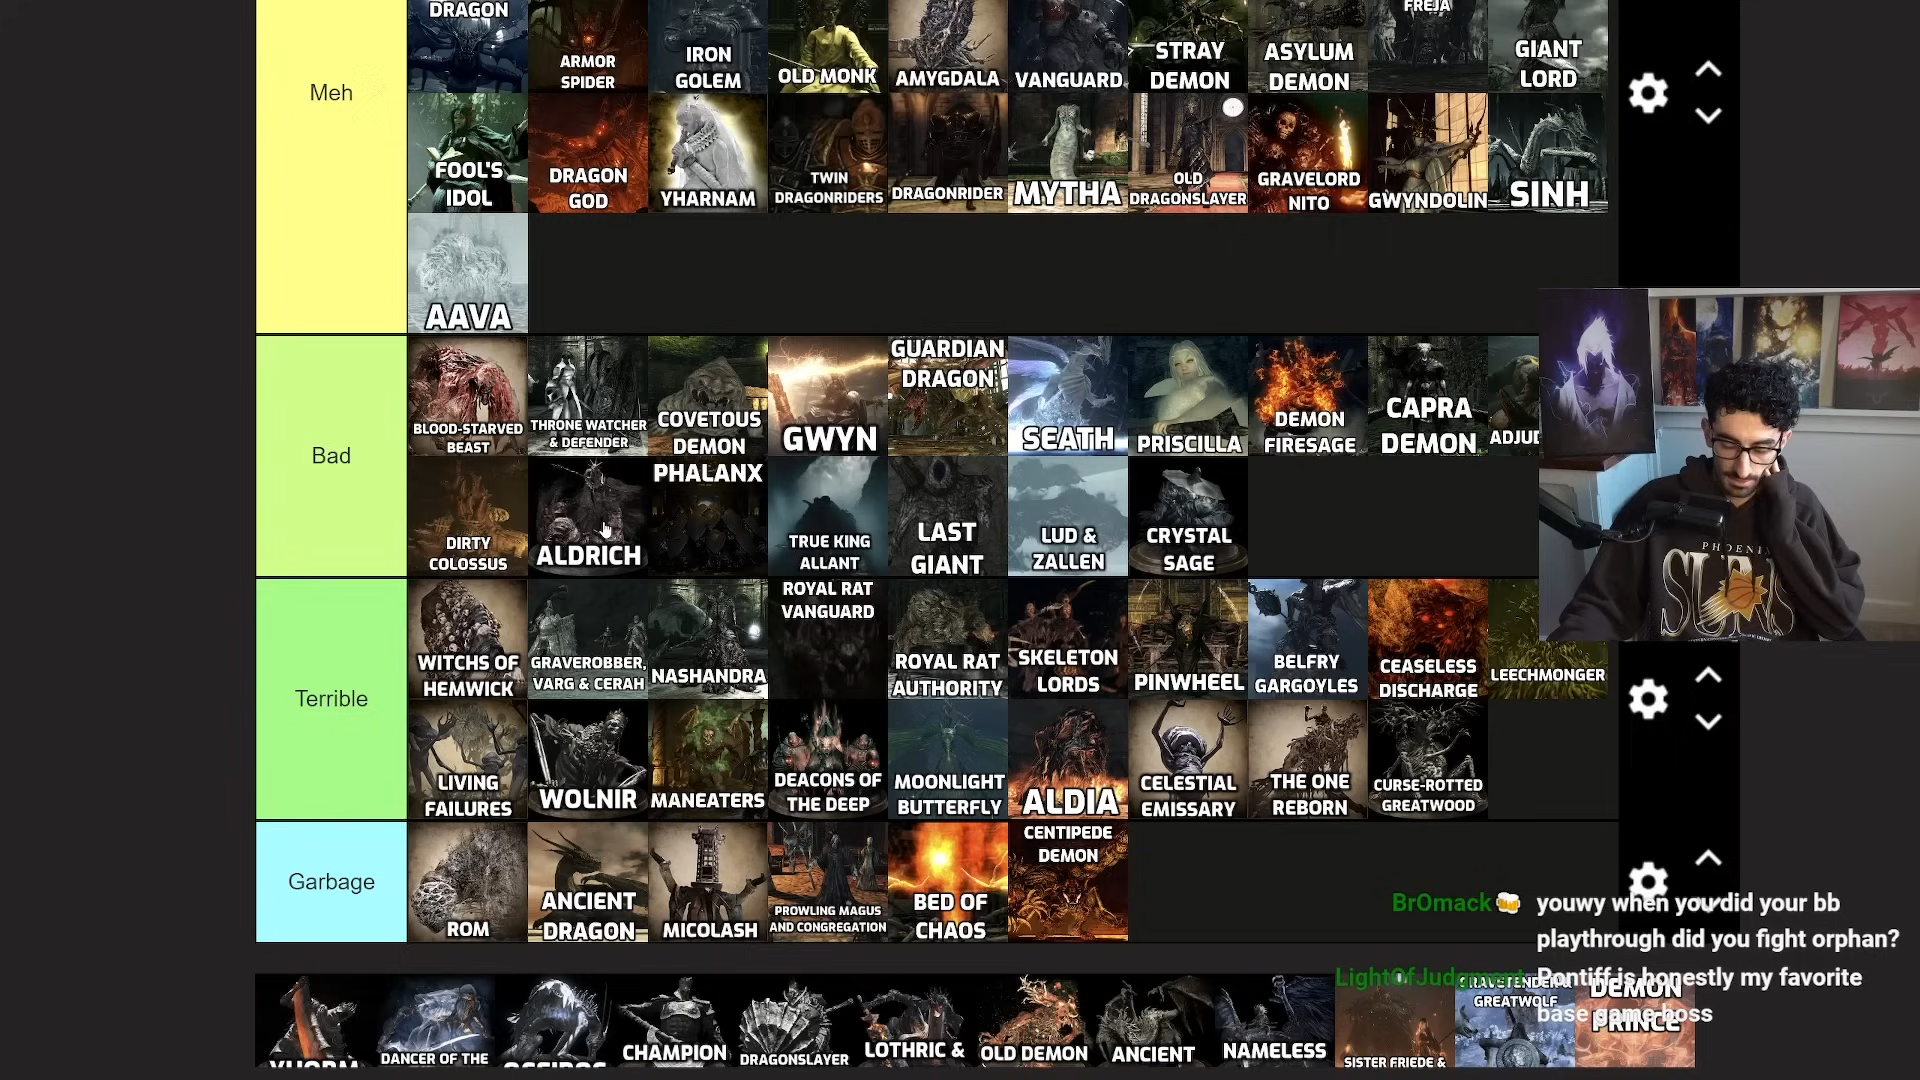 Meh
DRAGON
ARMOR
SPIDER
IRON
GOLEM
OLD MONK
AMYGDALA
VANGUARD
STRAY
DEMON
ASYLUM
DEMON
FREJA
GIANT
LORD
FOOL'S
IDOL
DRAGON
GOD
YHARNAM
TWIN
DRAGONRIDERS
DRAGONRIDER
MYTHA
OLD
DRAGONSLAYER
GRAVELORD
NITO
GWYNDOLIN
SINH
AAVA
Bad
BLOOD-STARVED
BEAST
THRONE WATCHER
& DEFENDER
COVETOUS
DEMON
GWYN
GUARDIAN
DRAGON
SEATH
PRISCILLA
DEMON
FIRESAGE
CAPRA
DEMON
ADJUD
DIRTY
COLOSSUS
ALDRICH
PHALANX
TRUE KING
ALLANT
LAST
GIANT
LUD &
ZALLEN
CRYSTAL
SAGE
PHOENIX
SUNS
Terrible
WITCHS OF
HEMWICK
GRAVEROBBER,
VARG & CERAH
NASHANDRA
ROYAL RAT
VANGUARD
ROYAL RAT
AUTHORITY
SKELETON
LORDS
PINWHEEL
BELFRY
GARGOYLES
CEASELESS
DISCHARGE
LEECHMONGER
LIVING
FAILURES
WOLNIR
MANEATERS
DEACONS OF
THE DEEP
MOONLIGHT
BUTTERFLY
ALDIA
CELESTIAL
EMISSARY
THE ONE
REBORN
CURSE-ROTTED
GREATWOOD
Garbage
ROM
ANCIENT
DRAGON
MICOLASH
PROWLING MAGUS
AND CONGREGATION
BED OF
CHAOS
CENTIPEDE
DEMON
BrOmack youwy when you did your bb
playthrough did you fight orphan?
LightOfJudgment Pontiff is honestly my favorite
base game boss
YHORM
DANCER OF THE
OCEIROS
CHAMPION
DRAGONSLAYER
LOTHRIC &
OLD DEMON
ANCIENT
NAMELESS
SISTER FRIEDE &
GRAVETENDER &
GREATWOLF
DEMON
PRINCE